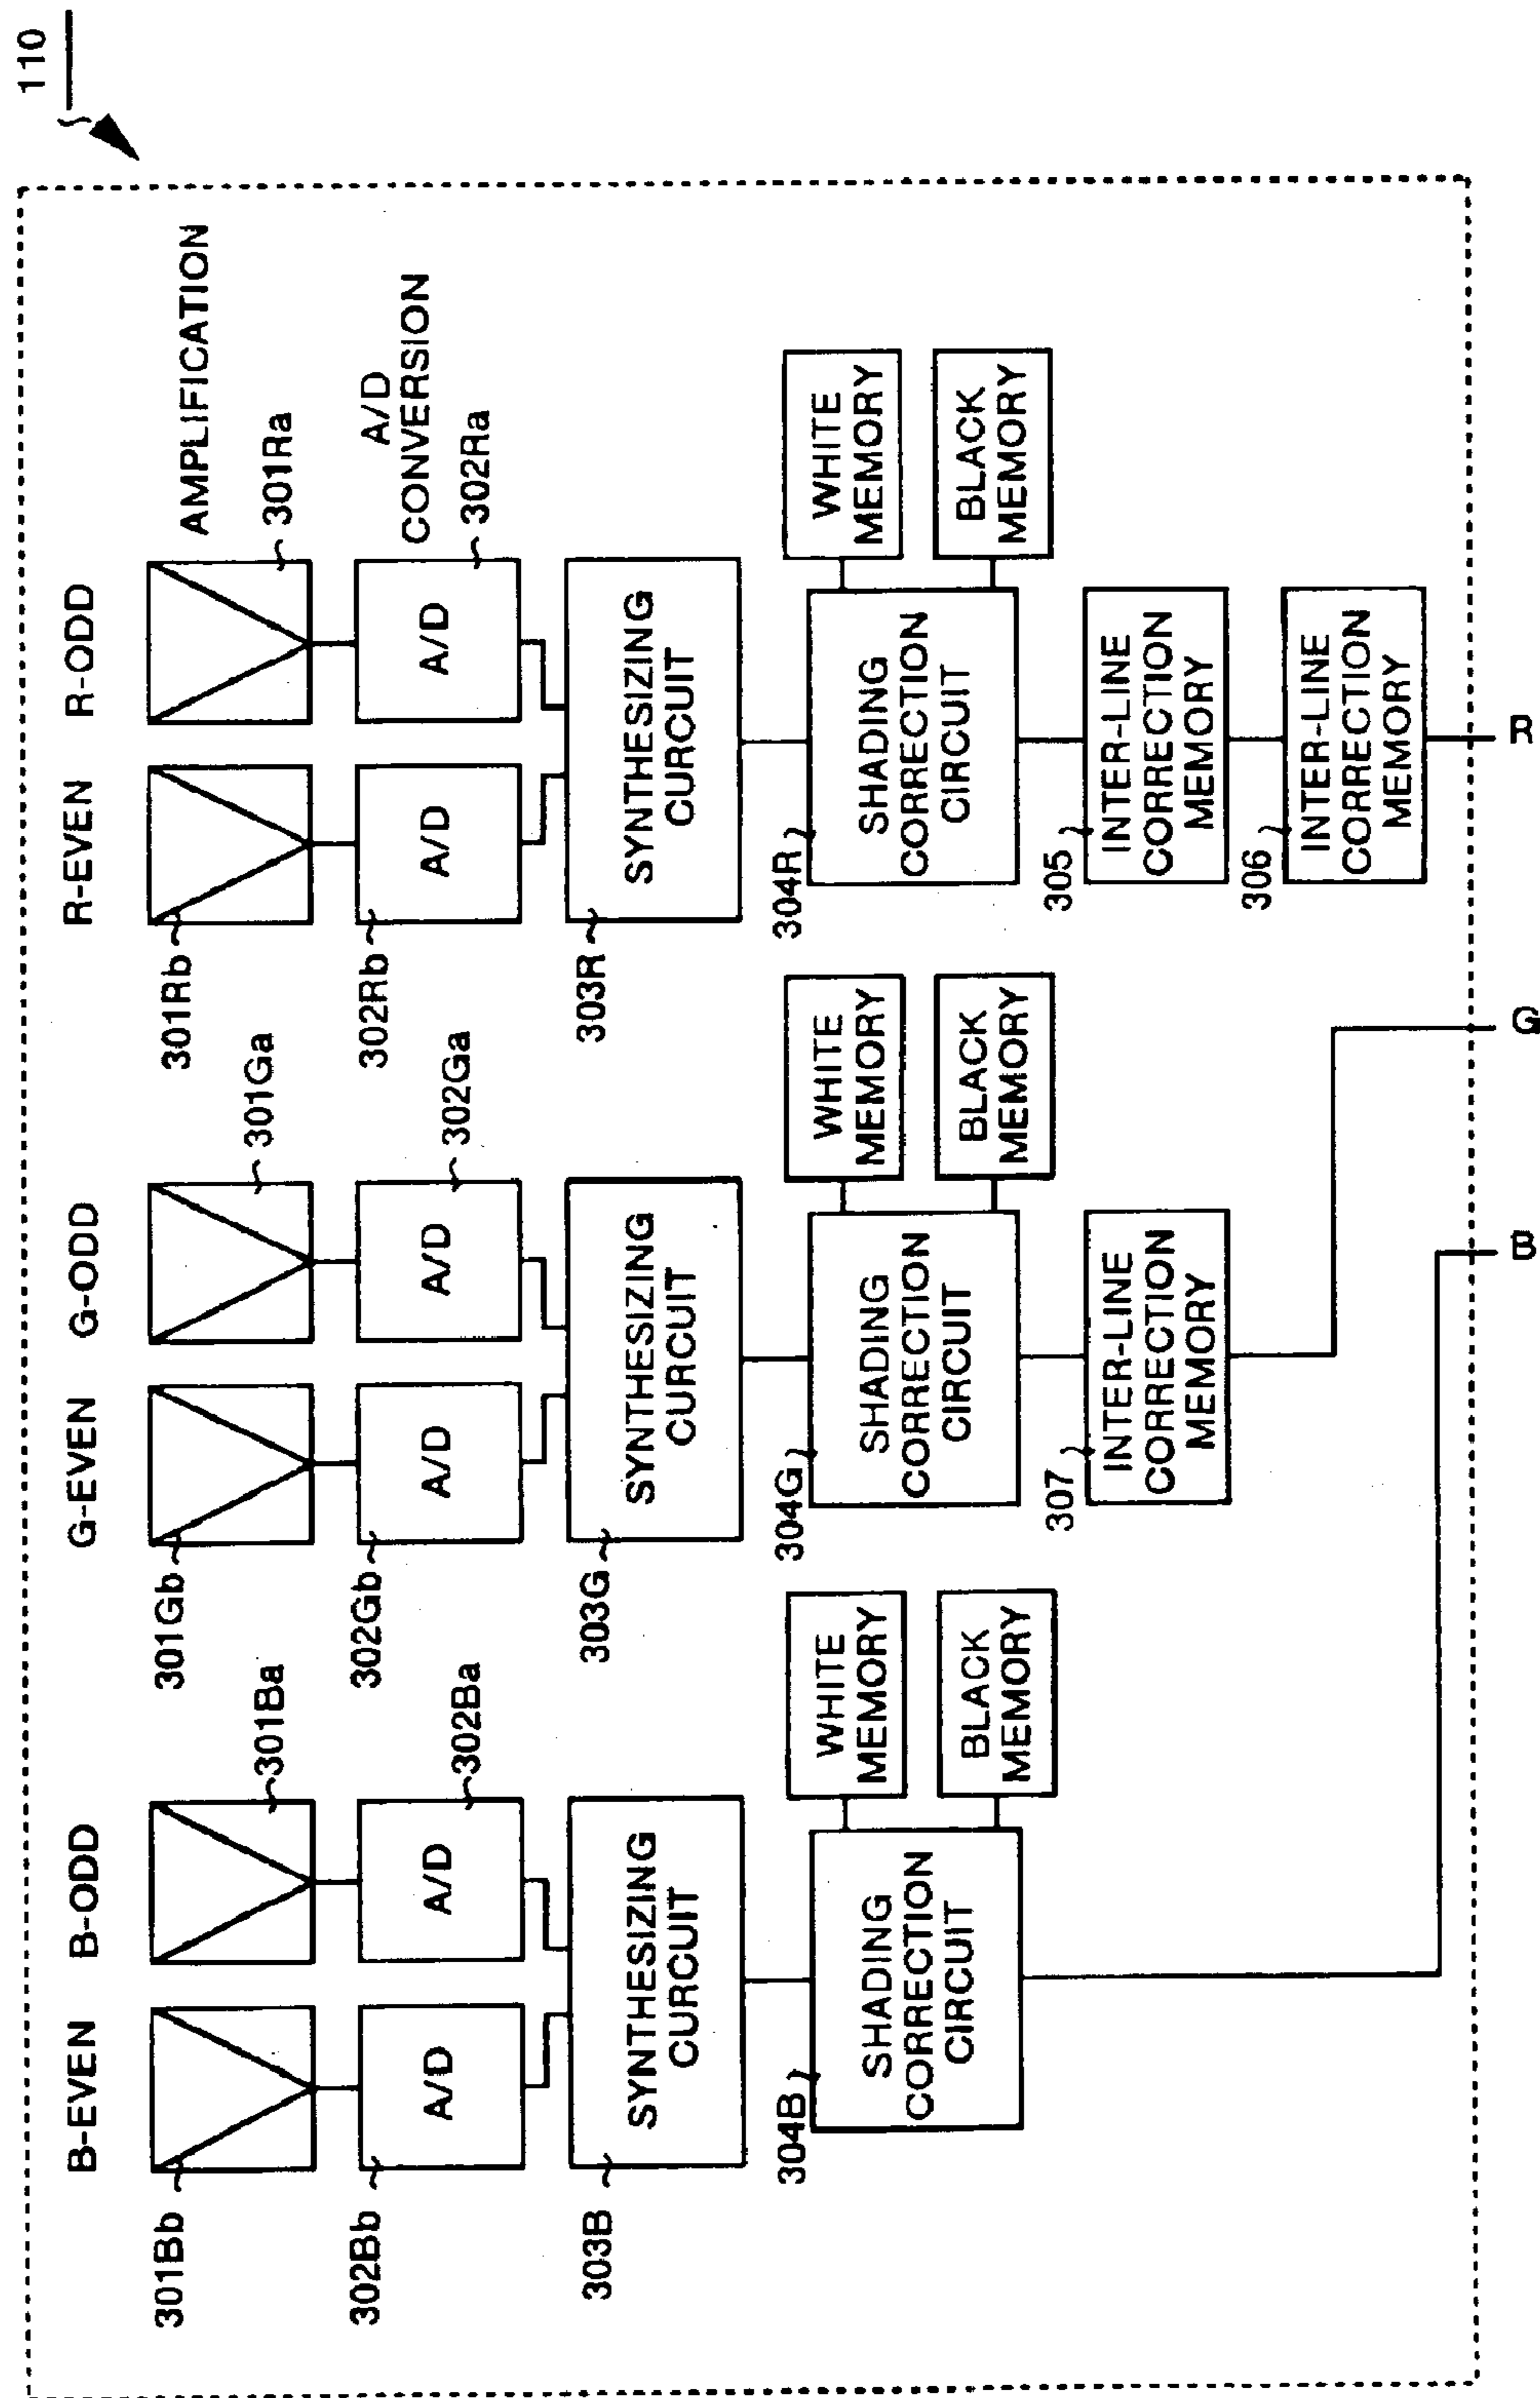 110
B-EVEN
B-ODD
G-EVEN
G-ODD
R-EVEN
R-ODD
AMPLIFICATION
301Bb
301Ba
301Gb
301Ga
301Rb
301Ra
A/D
CONVERSION
302Bb
A/D
A/D
302Ba
302Gb
A/D
A/D
302Ga
302Rb
A/D
A/D
302Ra
303B
SYNTHESIZING
CURCUIT
303G
SYNTHESIZING
CURCUIT
303R
SYNTHESIZING
CURCUIT
304B
SHADING
CORRECTION
CIRCUIT
WHITE
MEMORY
BLACK
MEMORY
304G
SHADING
CORRECTION
CIRCUIT
WHITE
MEMORY
BLACK
MEMORY
304R
SHADING
CORRECTION
CIRCUIT
WHITE
MEMORY
BLACK
MEMORY
307
INTER-LINE
CORRECTION
MEMORY
305
INTER-LINE
CORRECTION
MEMORY
306
INTER-LINE
CORRECTION
MEMORY
B
G
R